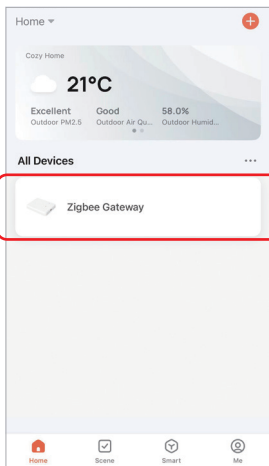 Home
Cozy Home
21°C
Excellent Good 58.0%
Outdoor PM2.5 Outdoor Air Qu... Outdoor Humid...
All Devices
Zigbee Gateway
Home Scene Smart Me